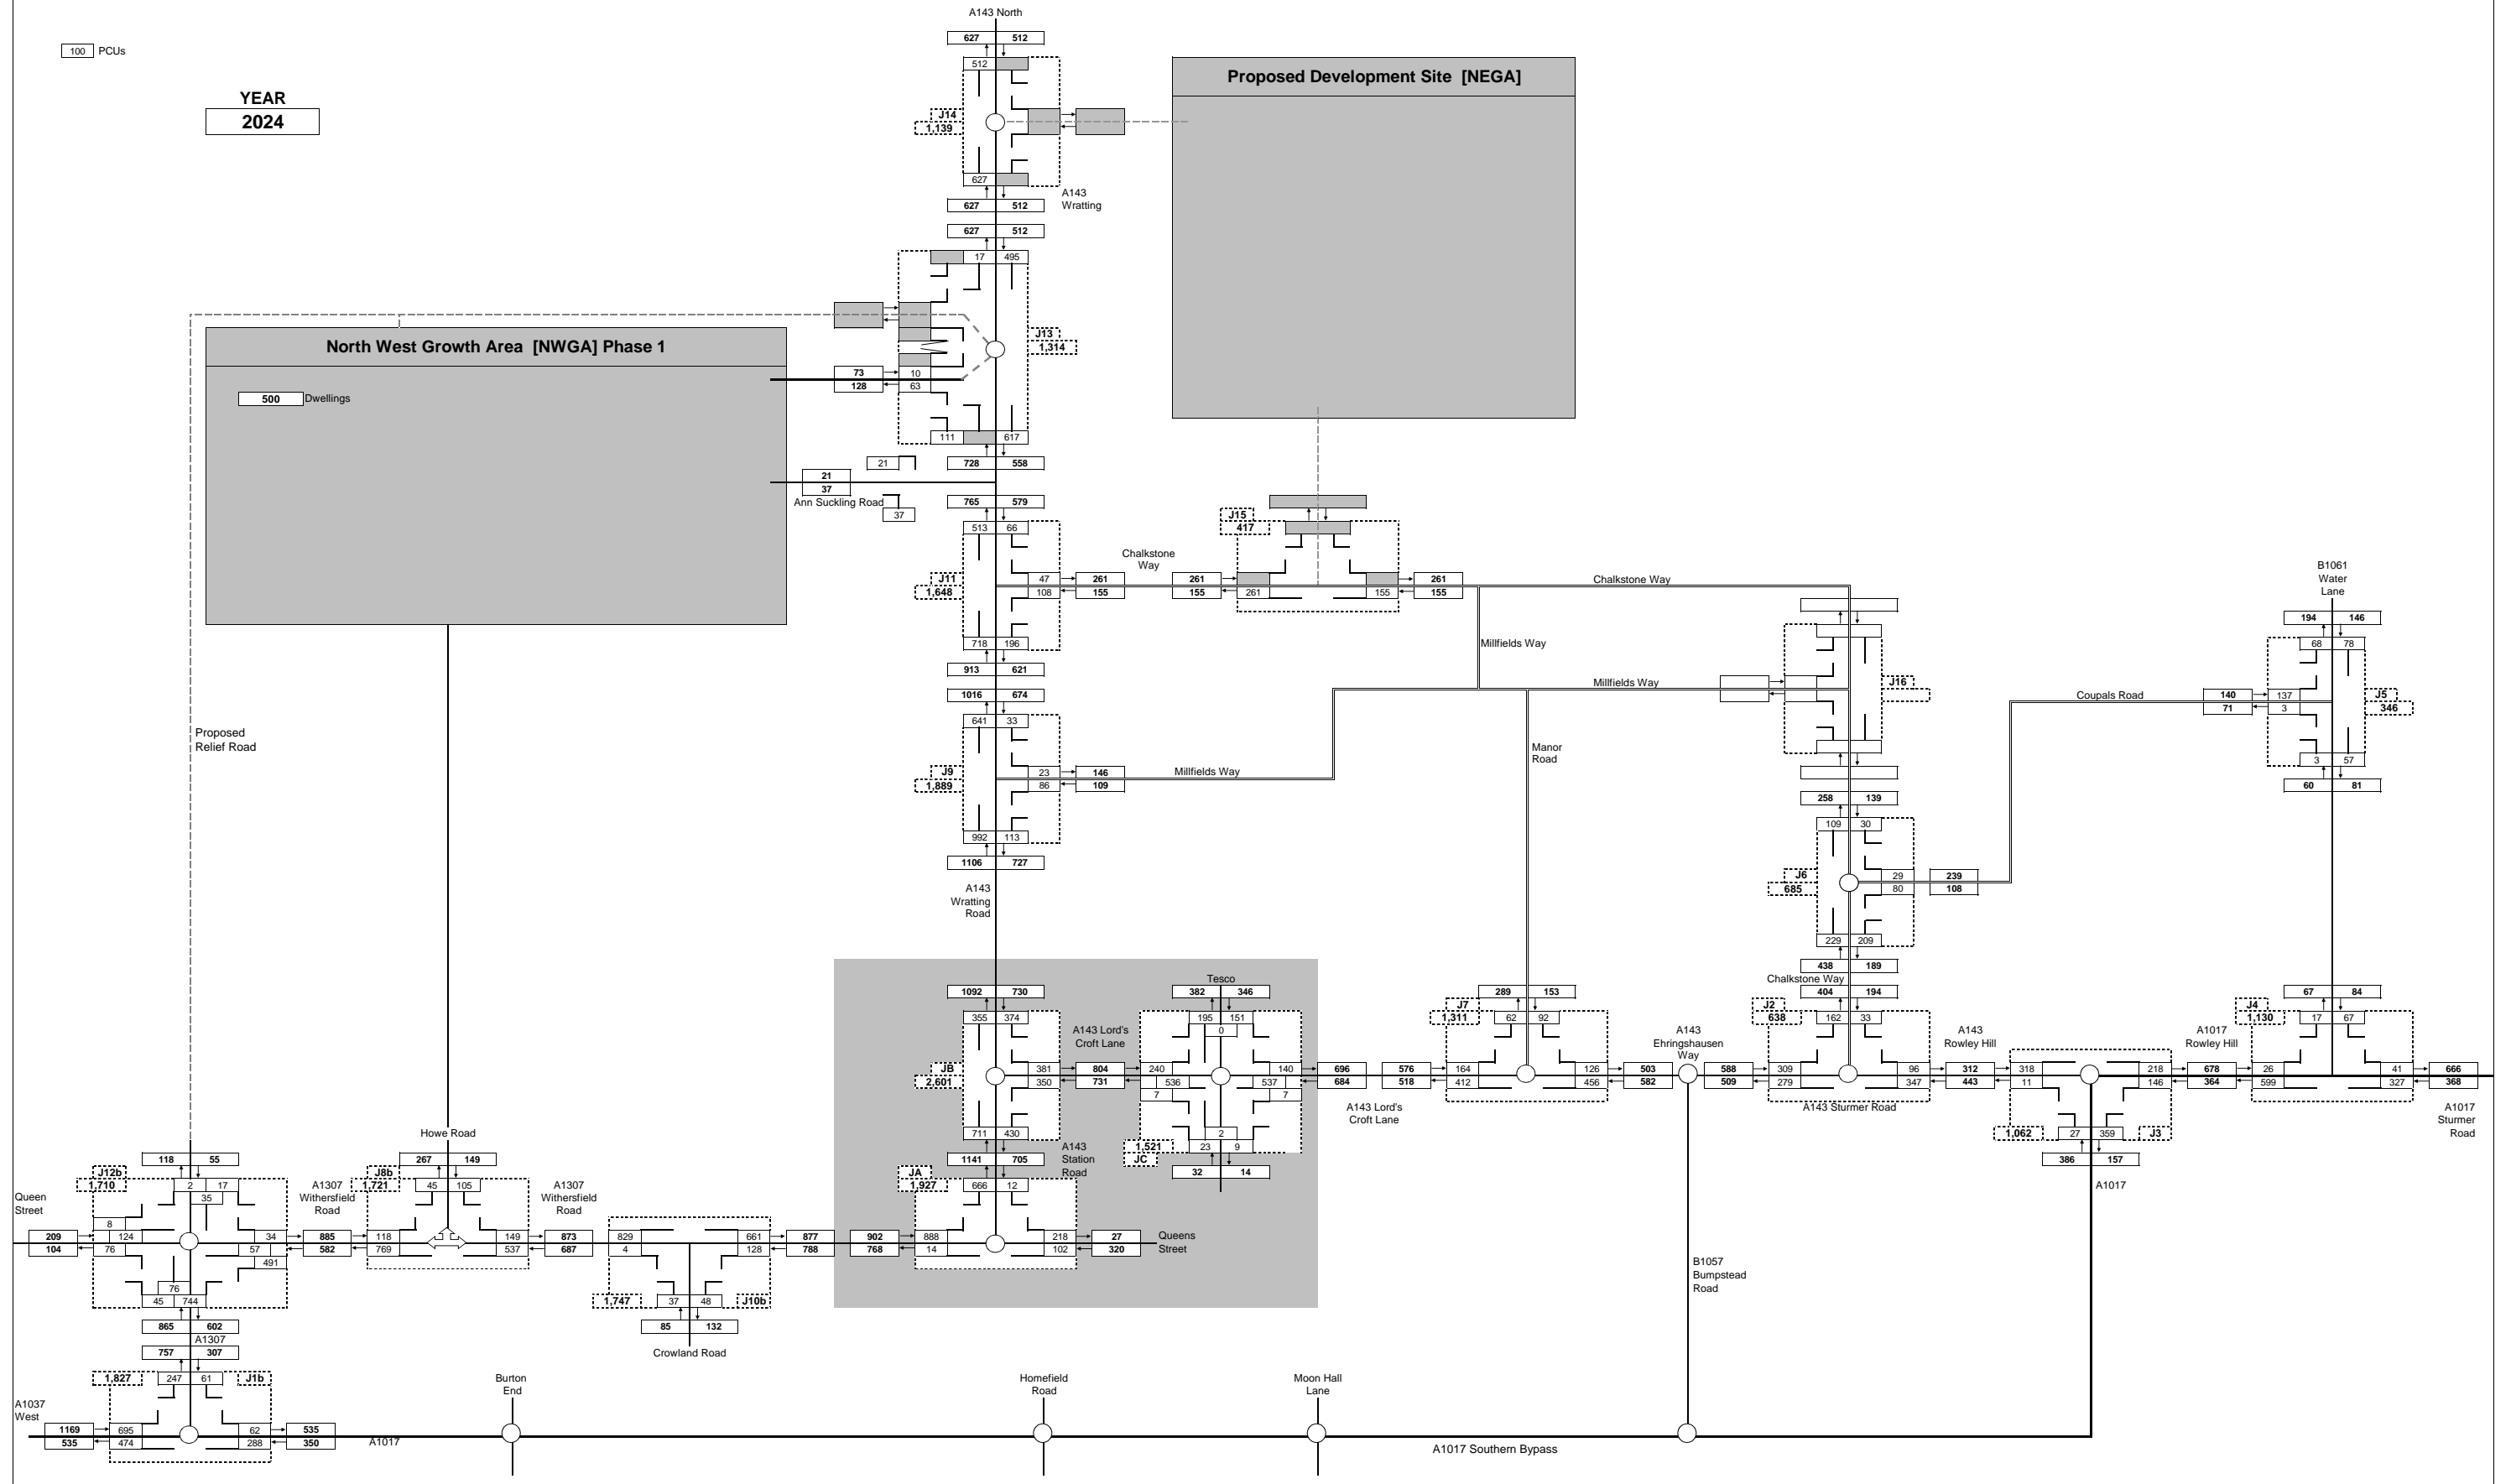 A143 North
627 512
100 PCUs
512
Proposed Development Site [NEGA]
YEAR
2024
J14
1,139
627
A143
Wratting
627 512
627 512
17 495
J13
1,314
North West Growth Area [NWGA] Phase 1
73 10
128 63
500 Dwellings
111 617
21
728 558
21
37
Ann Suckling Road
37
765 579
J15
417
513 66
Chalkstone
Way
J11
1,648
47 261
108 155
261
155 261
261
155 155
Chalkstone Way
B1061
Water
Lane
194 146
718 196
Millfields Way
68 78
913 621
1016 674
Millfields Way
J16
Coupals Road
140 137
71 3
J5
346
641 33
Proposed
Relief Road
Manor
Road
3 57
J9
1,889
23 146
86 109
Millfields Way
60 81
258 139
992 113
109 30
1106 727
J6
685
29 239
80 108
A143
Wratting
Road
229 209
438 189
Chalkstone Way
Tesco
1092 730
382 346
289 153
404 194
67 84
J7
1,311
J2
638
J4
1,130
355 374
195 151
0
62 92
162 33
17 67
A143 Lord's
Croft Lane
A143
Ehringshausen
Way
A143
Rowley Hill
A1017
Rowley Hill
JB
2,601
381 804 240 140 696 576 164 126 503 588 309 96 312 318 218 678 26 41 666
350 731 536 537 684 518 412 456 582 509 279 347 443 11 146 364 599 327 368
7 7
A143 Lord's
Croft Lane
A143 Sturmer Road
A1017
Sturmer
Road
711 430
2
1,062 27 359 J3
Howe Road
1,521 23 9
JC
A143
Station
Road
118 55
267 149
1141 705
32 14
386 157
J12b
1,710
J8b
1,721
JA
1,927
2 17
35
45 105
666 12
A1017
Queen
Street
A1307
Withersfield
Road
A1307
Withersfield
Road
8
209 124 34 885 118 149 873 829 661 877 902 888 218 27
104 76 57 582 769 537 687 4 128 788 768 14 102 320
491
Queens
Street
B1057
Bumpstead
Road
76
45 744
1,747 37 48 J10b
865 602
85 132
A1307
Crowland Road
757 307
1,827 247 61 J1b
Burton
End
Homefield
Road
Moon Hall
Lane
A1037
West
1169 695 62 535
535 474 288 350
A1017
A1017 Southern Bypass